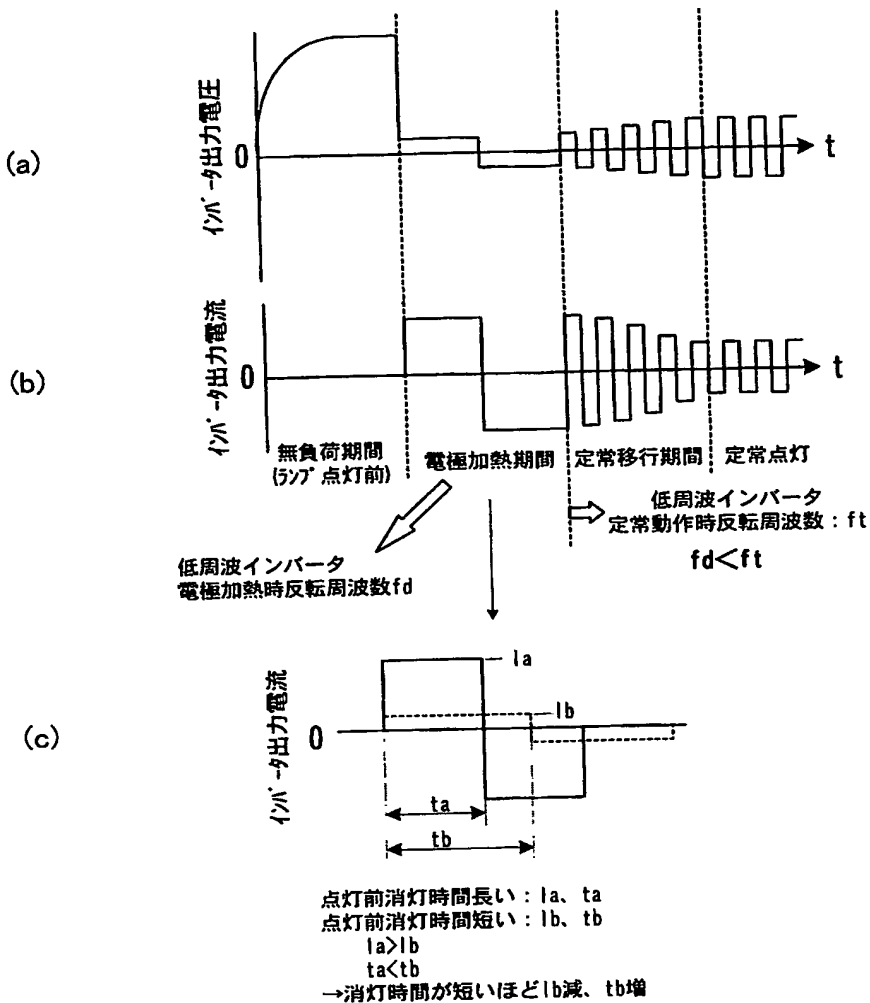 (a)
インバータ出力電圧
0
t
(b)
インバータ出力電流
0
t
無負荷期間
(ランプ点灯前)
電極加熱期間
定常移行期間
定常点灯
低周波インバータ
電極加熱時反転周波数fd
低周波インバータ
定常動作時反転周波数：ft
fd<ft
(c)
インバータ出力電流
0
Ia
Ib
ta
tb
点灯前消灯時間長い：Ia、ta
点灯前消灯時間短い：Ib、tb
Ia>Ib
ta<tb
→消灯時間が短いほどIb減、tb増